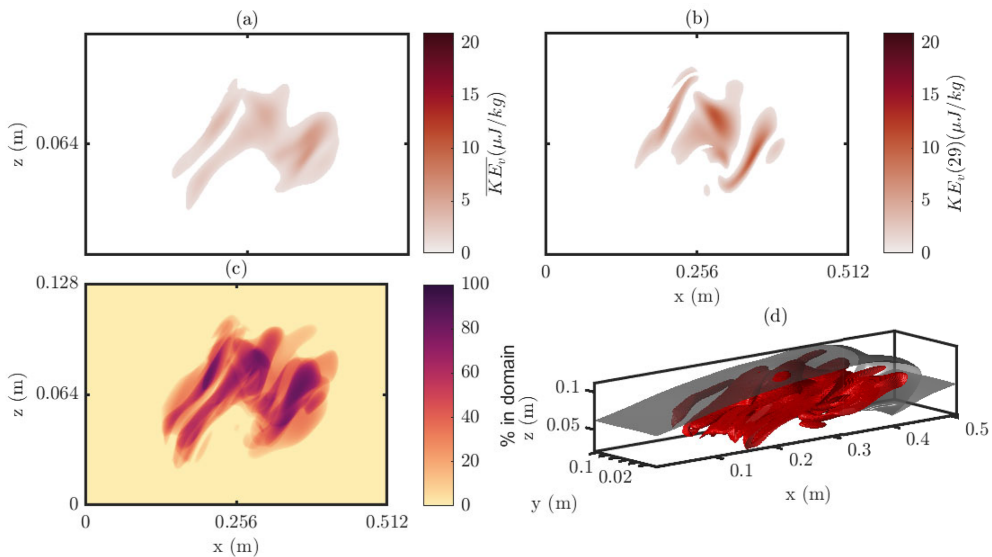 (a)
z (m)
0.064
20
15
10
5
0
$\overline{KE_v}(\mu J/kg)$
(b)
0
0.256
0.512
x (m)
20
15
10
5
0
$KE_v(29)(\mu J/kg)$
(c)
0.128
0.064
0
z (m)
0
0.256
0.512
x (m)
100
80
60
40
20
0
% in domain
(d)
0.1
0.05
z (m)
0.1
0.02
y (m)
0.1
0.2
0.3
0.4
0.5
x (m)